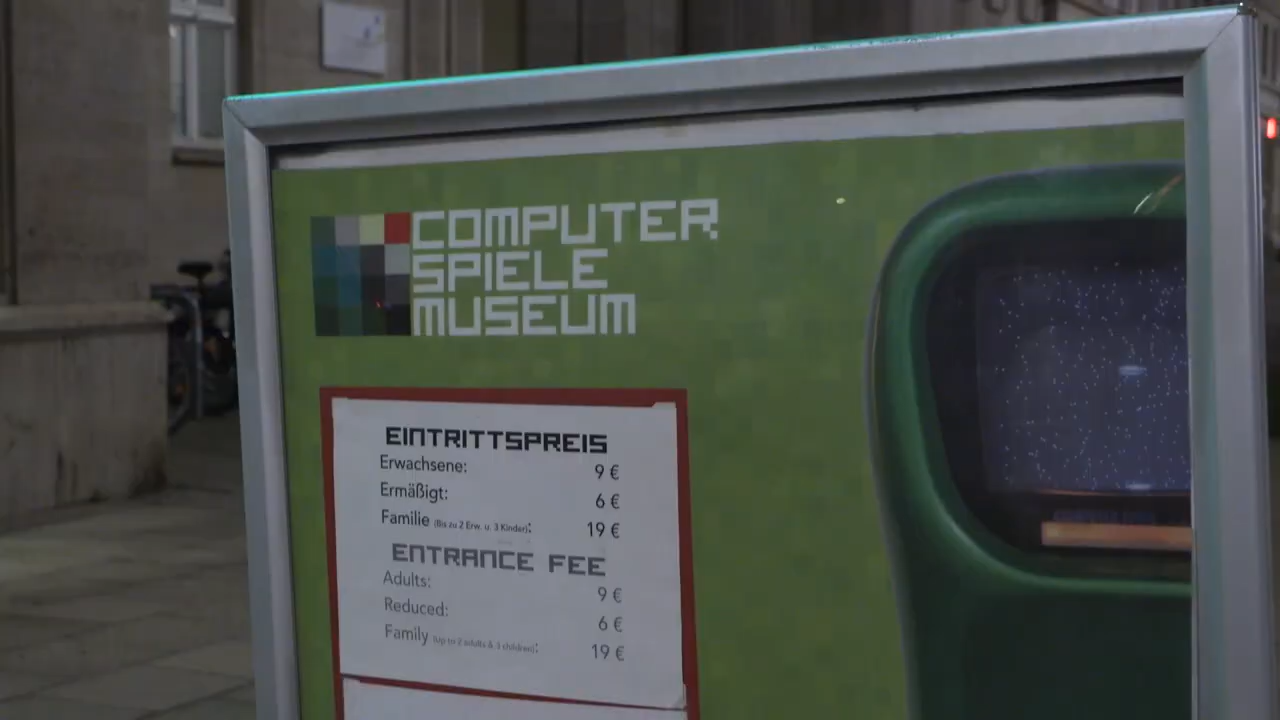 COMPUTER
SPIELE
MUSEUM
EINTRITTSPREIS
Erwachsene: 9 €
Ermäßigt: 6 €
Familie (Bis zu 2 Erw. u. 3 Kinder): 19 €
ENTRANCE FEE
Adults: 9 €
Reduced: 6 €
Family (up to 2 adults & 3 children): 19 €